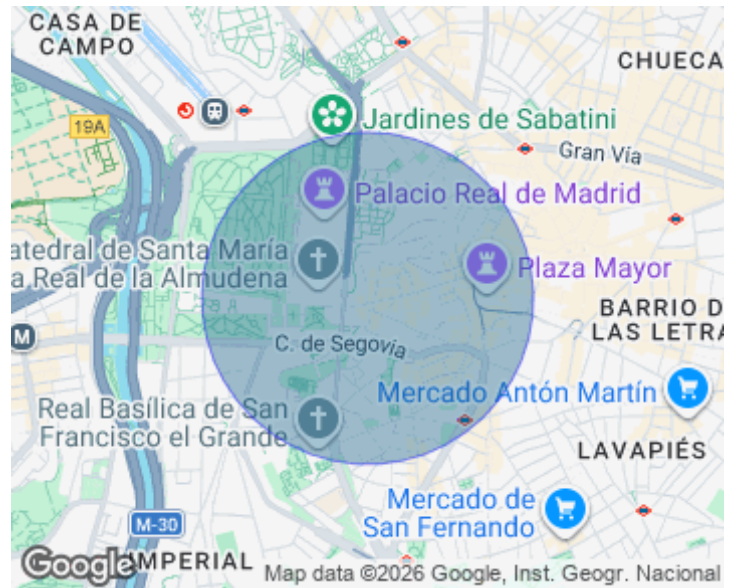 CASA DE
CAMPO
CHUECA
19A
Jardines de Sabatini
Gran Vía
Palacio Real de Madrid
atedral de Santa María
a Real de la Almudena
Plaza Mayor
BARRIO D
LAS LETRA
M
C. de Segovia
Mercado Antón Martín
Real Basílica de San
Francisco el Grande
LAVAPIÉS
Mercado de
San Fernando
M-30
Google
IMPERIAL
Map data ©2026 Google, Inst. Geogr. Nacional